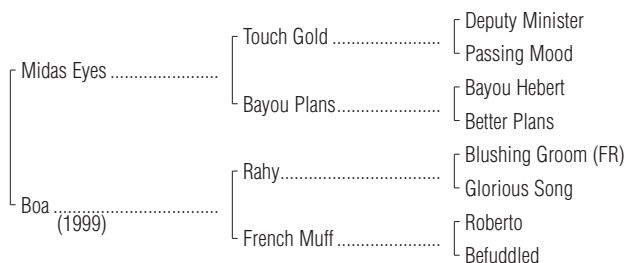 Deputy Minister
Touch Gold ......................
Passing Mood
Midas Eyes ......................
Bayou Hebert
Bayou Plans.....................
Better Plans
Blushing Groom (FR)
Rahy................................
Glorious Song
Boa .................................
(1999)
Roberto
French Muff .....................
Befuddled